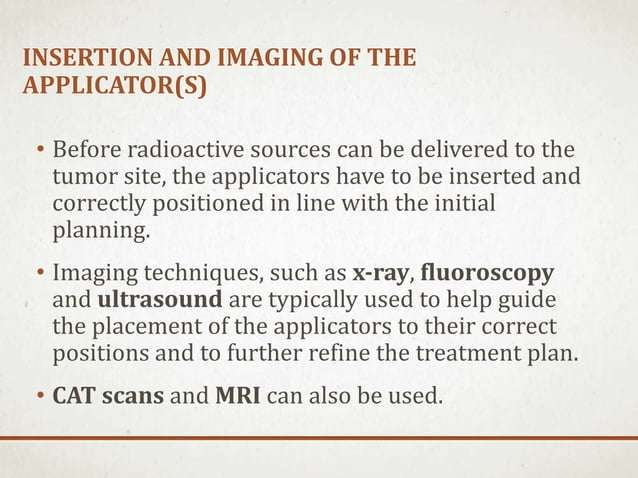 INSERTION AND IMAGING OF THE
APPLICATOR(S)
• Before radioactive sources can be delivered to the
tumor site, the applicators have to be inserted and
correctly positioned in line with the initial
planning.
• Imaging techniques, such as x-ray, fluoroscopy
and ultrasound are typically used to help guide
the placement of the applicators to their correct
positions and to further refine the treatment plan.
• CAT scans and MRI can also be used.